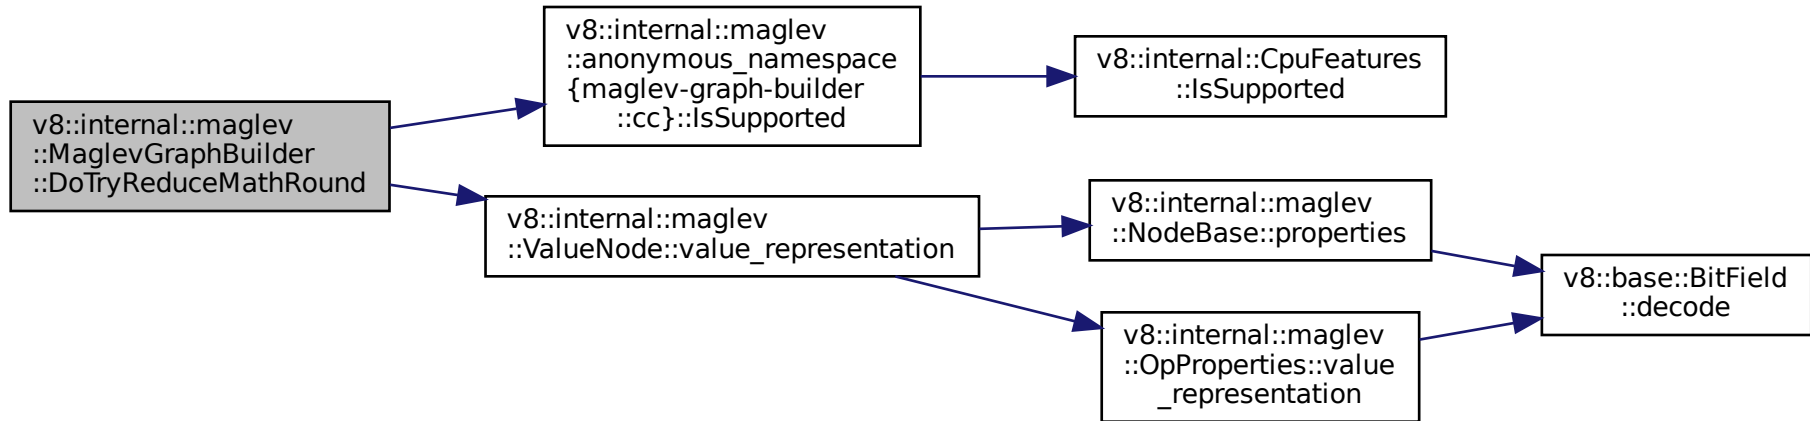 v8::internal::maglev
::MaglevGraphBuilder
::DoTryReduceMathRound
v8::internal::maglev
::anonymous_namespace
{maglev-graph-builder
::cc}::IsSupported
v8::internal::CpuFeatures
::IsSupported
v8::internal::maglev
::ValueNode::value_representation
v8::internal::maglev
::NodeBase::properties
v8::internal::maglev
::OpProperties::value
_representation
v8::base::BitField
::decode